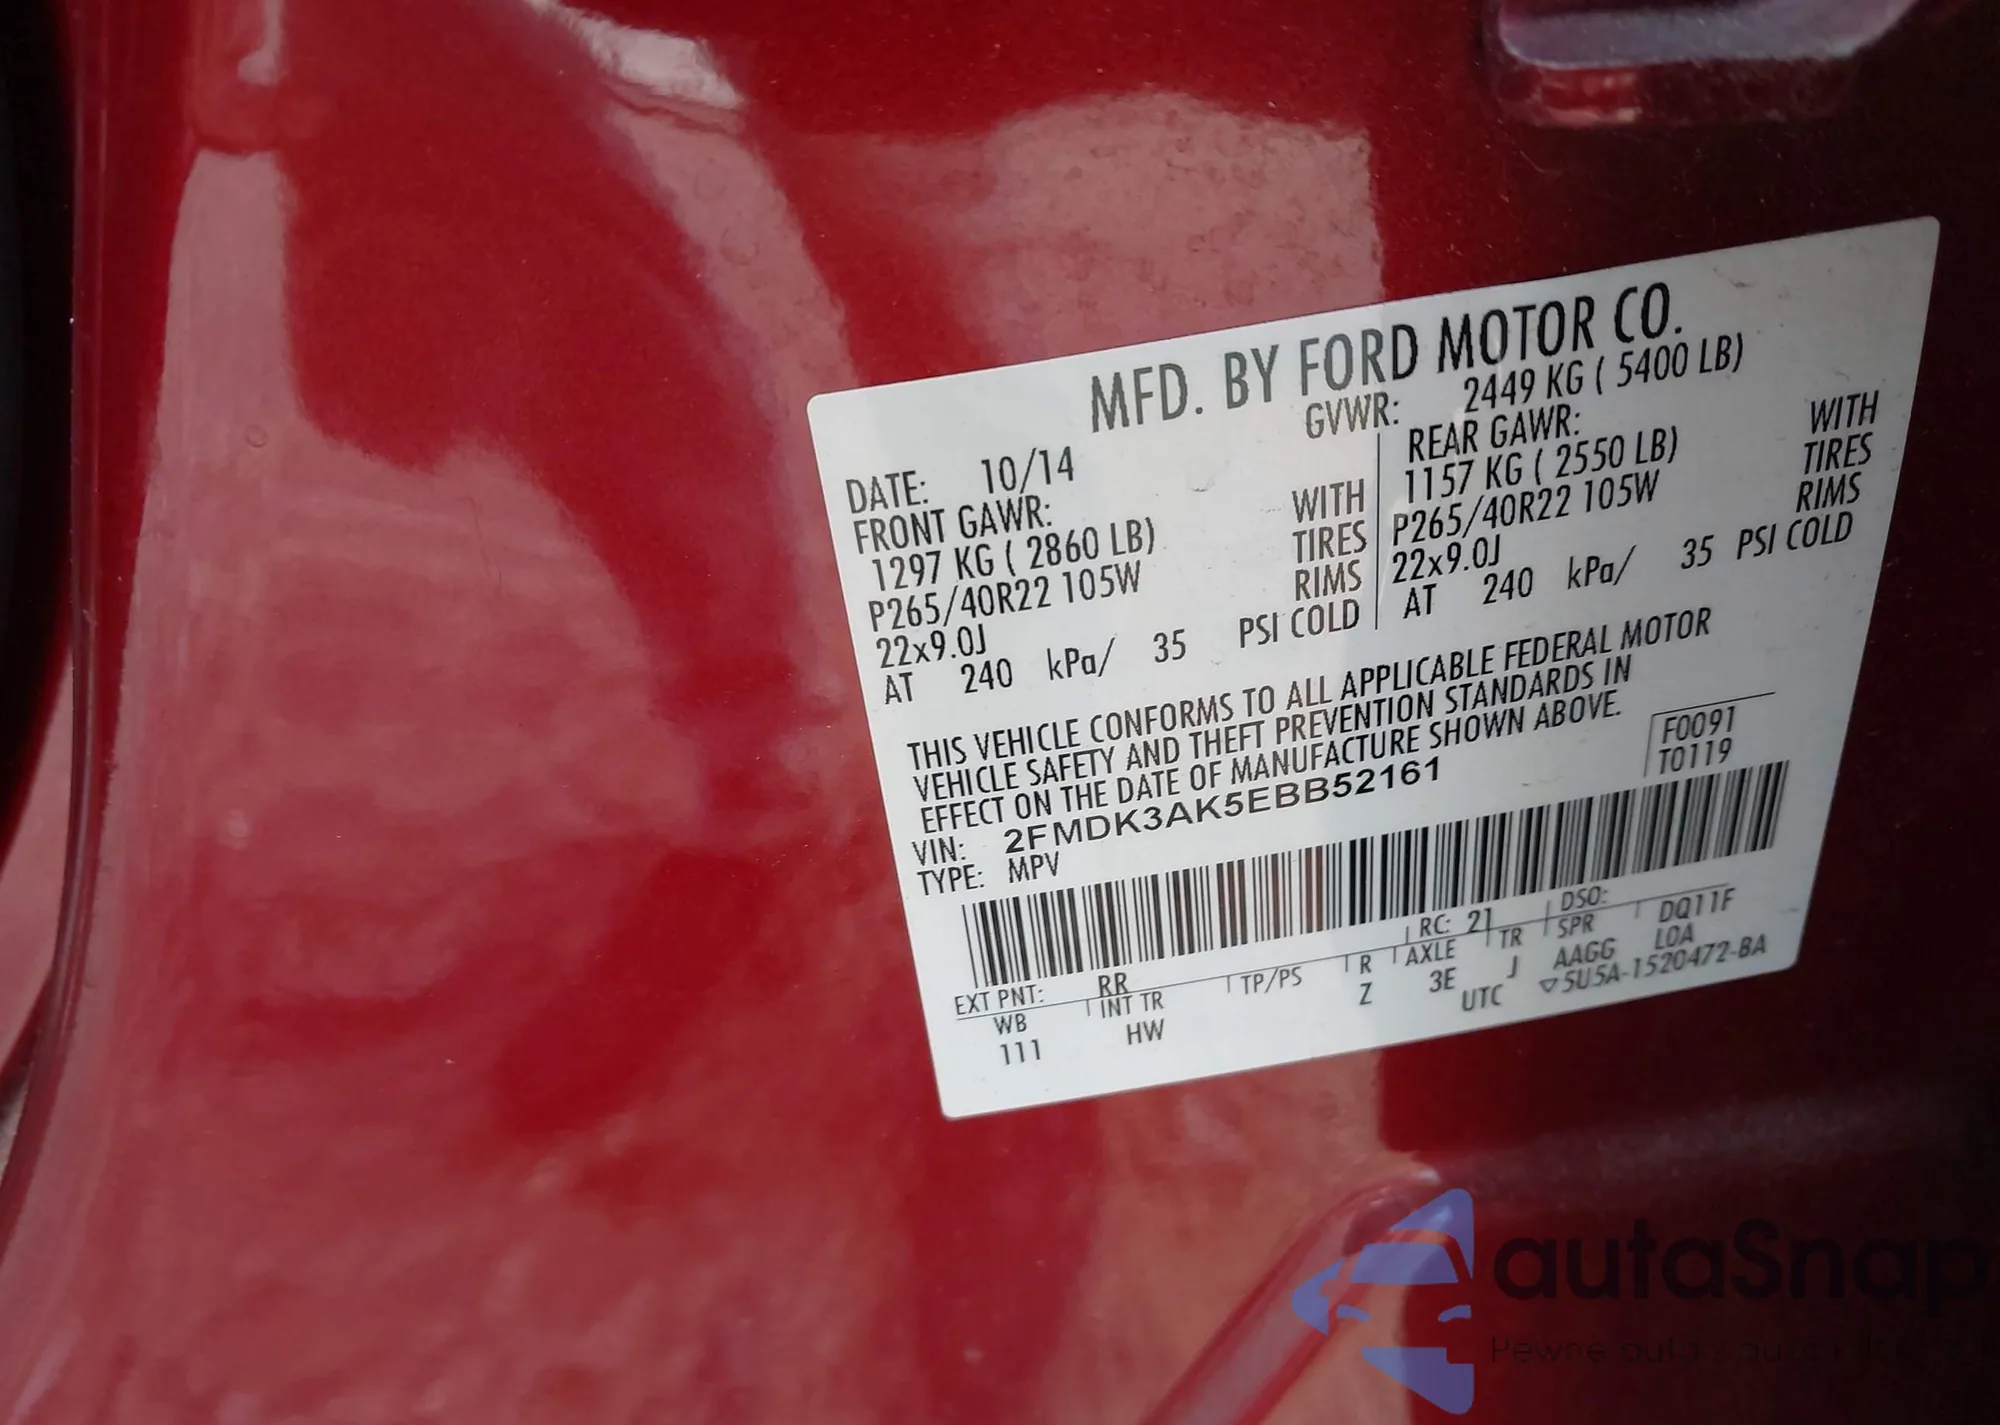 MFD. BY FORD MOTOR CO.
DATE: 10/14 GVWR: 2449 KG ( 5400 LB)
FRONT GAWR: REAR GAWR:
1297 KG ( 2860 LB) WITH 1157 KG ( 2550 LB) WITH
P265/40R22 105W TIRES P265/40R22 105W TIRES
22x9.0J RIMS 22x9.0J RIMS
AT 240 kPa/ 35 PSI COLD AT 240 kPa/ 35 PSI COLD
THIS VEHICLE CONFORMS TO ALL APPLICABLE FEDERAL MOTOR
VEHICLE SAFETY AND THEFT PREVENTION STANDARDS IN
EFFECT ON THE DATE OF MANUFACTURE SHOWN ABOVE.
VIN: 2FMDK3AK5EBB52161 F0091
TYPE: MPV T0119
EXT PNT: RR RC: 21 DSO:
WB INT TR TP/PS R AXLE TR SPR DQ11F
111 HW Z 3E J AAGG LOA
UTC ▽5U5A-1520472-BA
autaSnap
Pewne auto